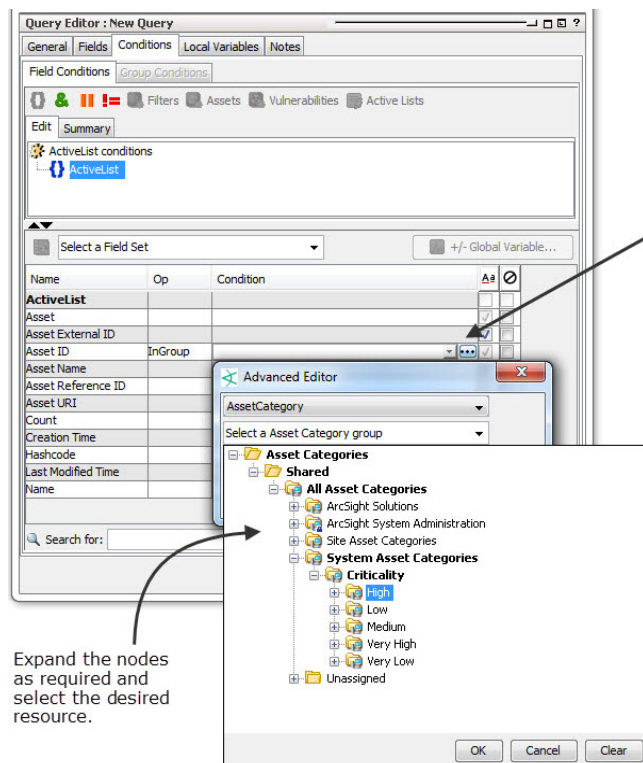 Query Editor : New Query
?
General Fields Conditions Local Variables Notes
Field Conditions Group Conditions
{} & || != Filters Assets Vulnerabilities Active Lists
Edit Summary
ActiveList conditions
{} ActiveList
Select a Field Set
+/- Global Variable...
Name Op Condition Aa
ActiveList
Asset
Asset External ID
Asset ID InGroup ...
Asset Name
Asset Reference ID
Asset URI
Count
Creation Time
Hashcode
Last Modified Time
Name
Search for:
Advanced Editor
AssetCategory
Select a Asset Category group
Asset Categories
Shared
All Asset Categories
ArcSight Solutions
ArcSight System Administration
Site Asset Categories
System Asset Categories
Criticality
High
Low
Medium
Very High
Very Low
Unassigned
OK Cancel Clear
Expand the nodes
as required and
select the desired
resource.